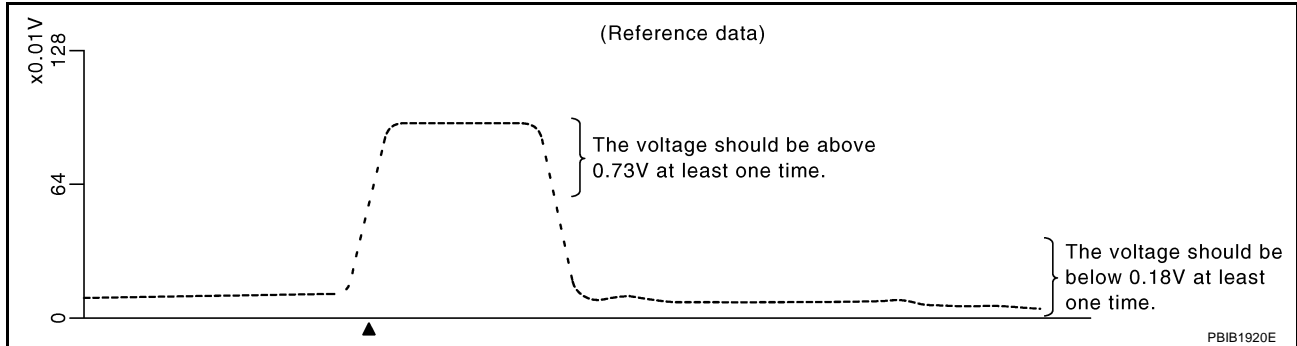 (Reference data)
x0.01V
128
64
0
The voltage should be above
0.73V at least one time.
The voltage should be
below 0.18V at least
one time.
PBIB1920E